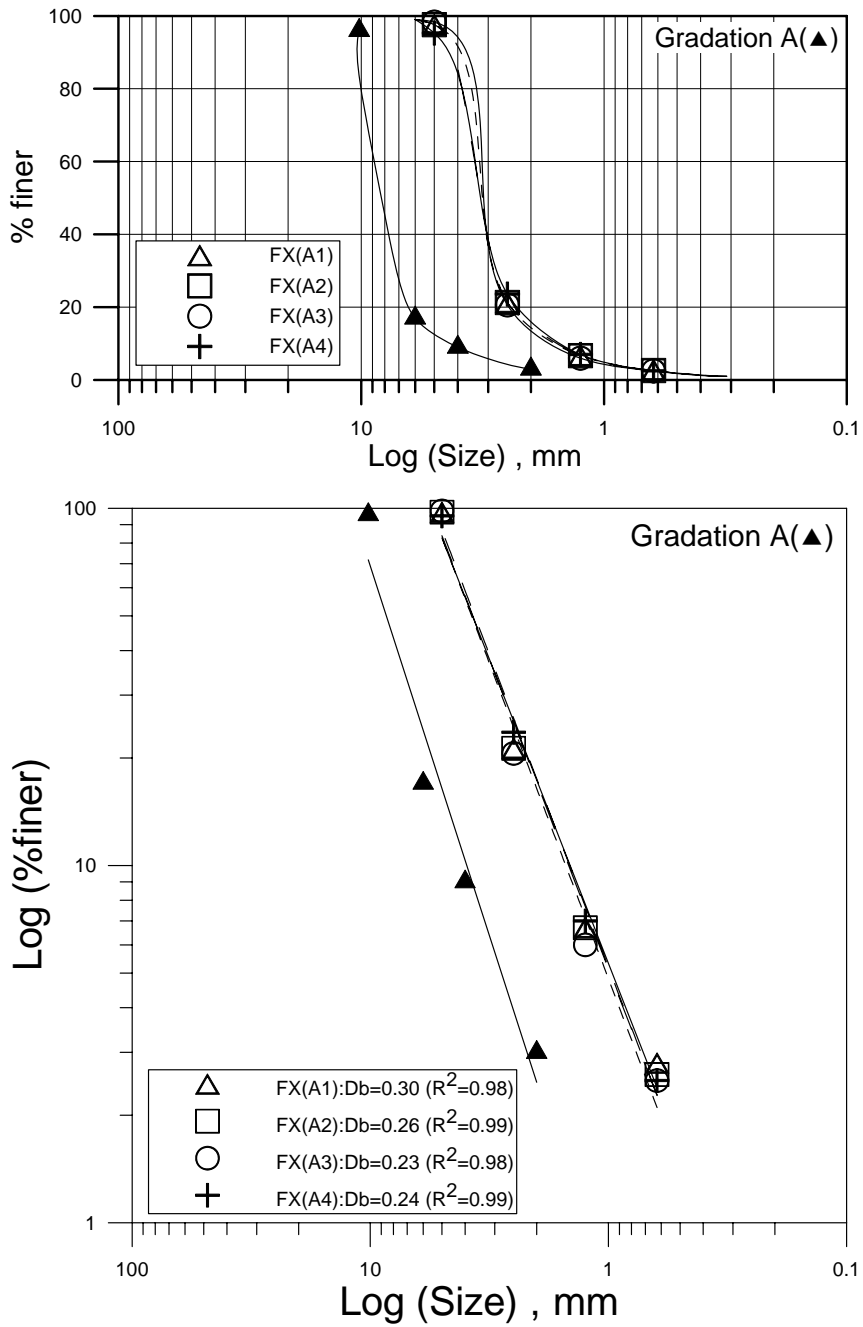 100
80
60
40
20
0
% finer
Gradation A(▲)
FX(A1)
FX(A2)
FX(A3)
FX(A4)
100
10
1
0.1
Log (Size) , mm
100
10
1
Log (%finer)
Gradation A(▲)
FX(A1):Db=0.30 (R²=0.98)
FX(A2):Db=0.26 (R²=0.99)
FX(A3):Db=0.23 (R²=0.98)
FX(A4):Db=0.24 (R²=0.99)
100
10
1
0.1
Log (Size) , mm